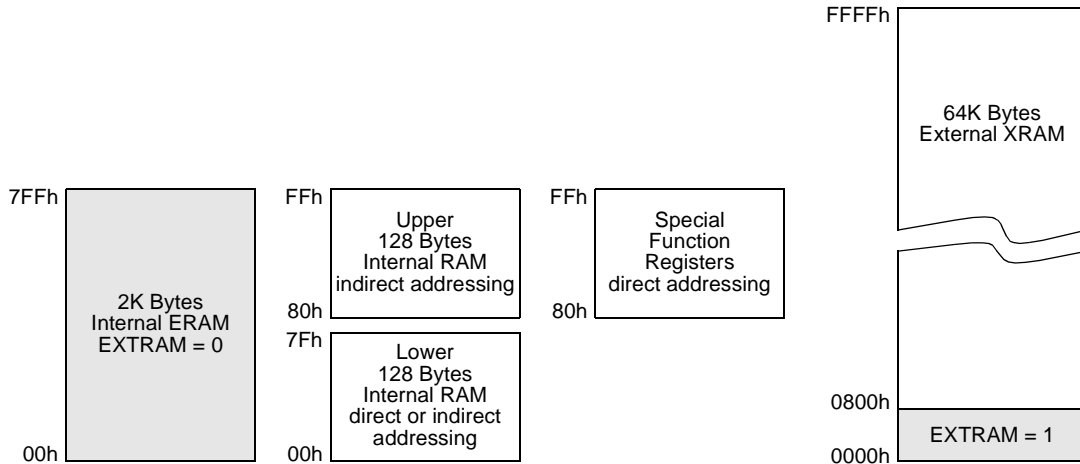 7FFh
2K Bytes
Internal ERAM
EXTRAM = 0
00h
FFh
Upper
128 Bytes
Internal RAM
indirect addressing
80h
7Fh
Lower
128 Bytes
Internal RAM
direct or indirect
addressing
00h
FFh
Special
Function
Registers
direct addressing
80h
FFFFh
64K Bytes
External XRAM
0800h
EXTRAM = 1
0000h